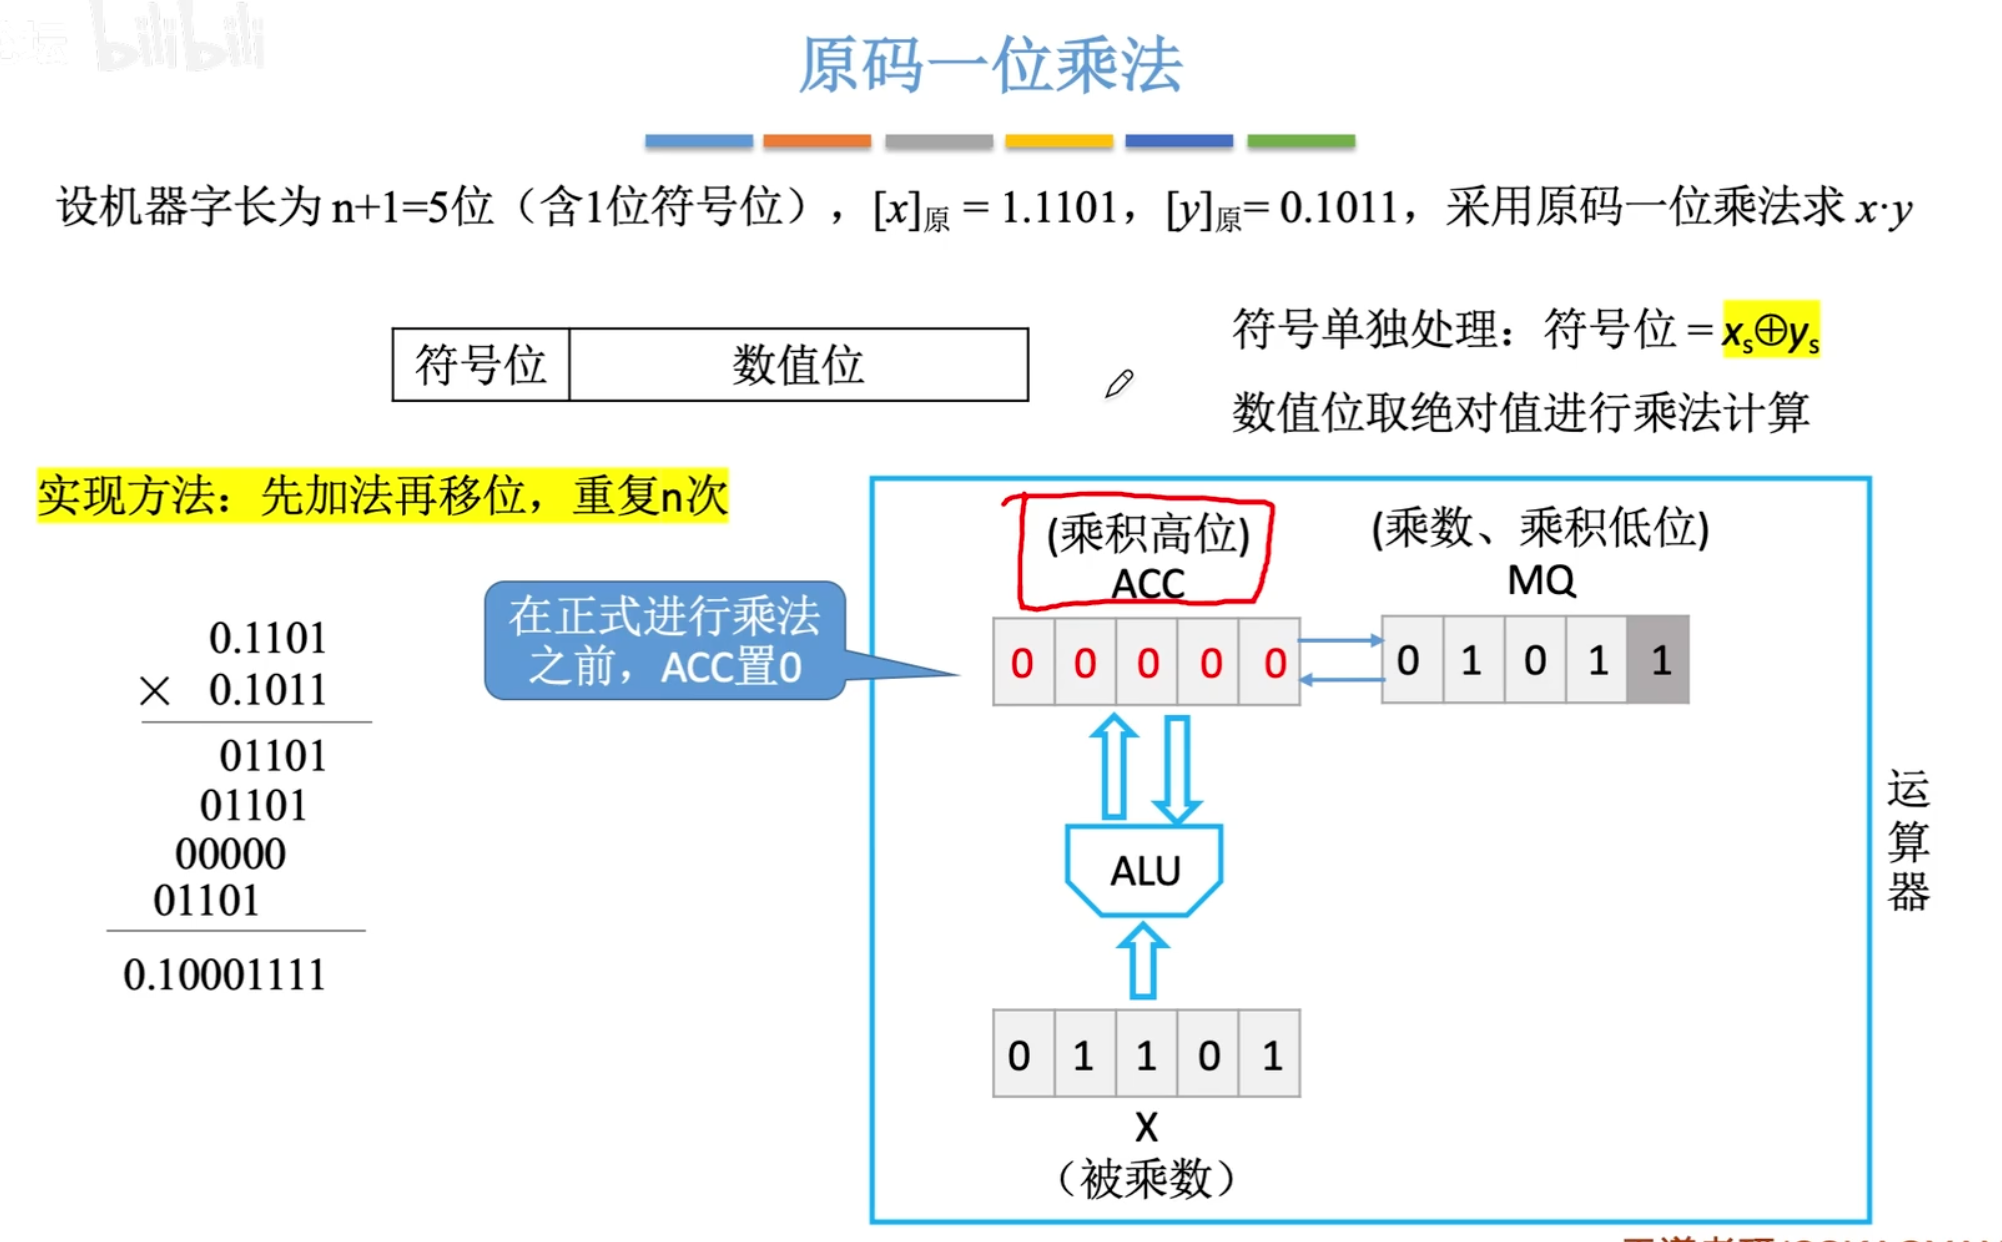 bilibili
原码一位乘法
设机器字长为 n+1=5位（含1位符号位），[x]原 = 1.1101，[y]原= 0.1011，采用原码一位乘法求 x·y
符号位 数值位
符号单独处理：符号位 = xs⊕ys
数值位取绝对值进行乘法计算
实现方法：先加法再移位，重复n次
0.1101
× 0.1011
01101
01101
00000
01101
0.10001111
在正式进行乘法
之前，ACC置0
(乘积高位)
ACC
(乘数、乘积低位)
MQ
0 0 0 0 0
0 1 0 1 1
ALU
0 1 1 0 1
X
（被乘数）
运算器